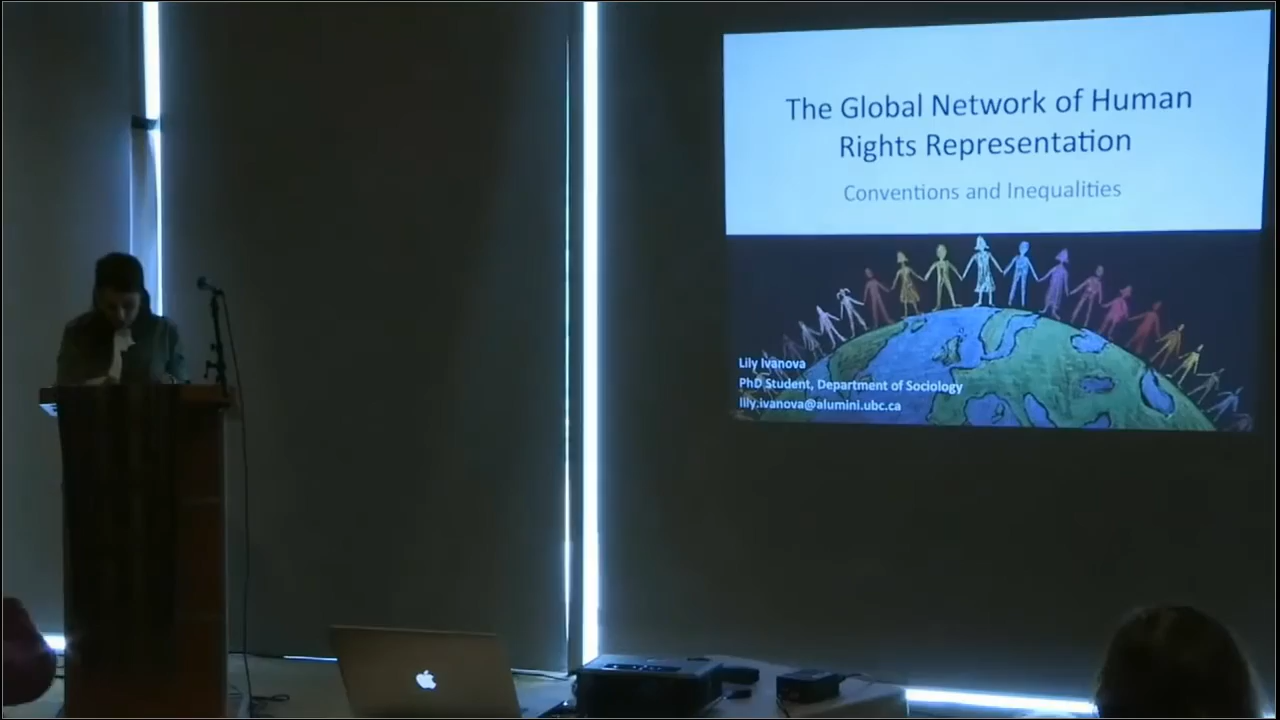 The Global Network of Human
Rights Representation
Conventions and Inequalities
Lily Ivanova
PhD Student, Department of Sociology
lily.ivanova@alumini.ubc.ca